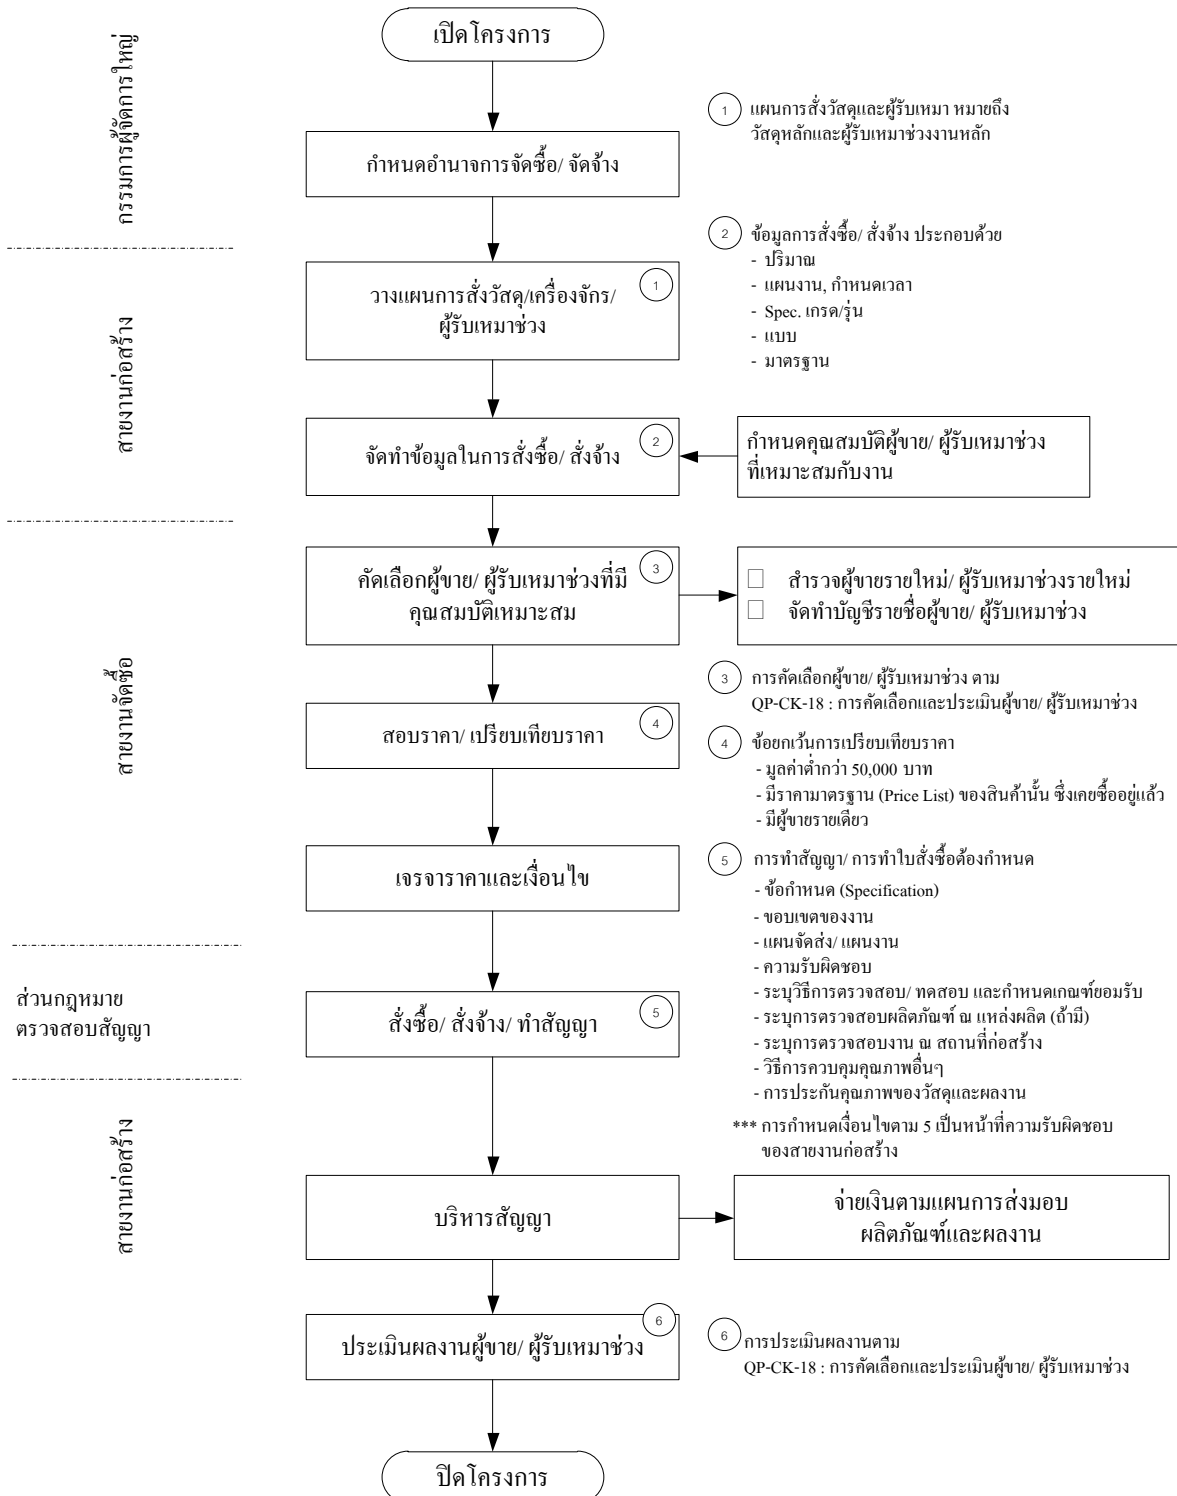 เปิดโครงการ
กรรมการผู้จัดการใหญ่
1 แผนการสั่งวัสดุและผู้รับเหมา หมายถึง
วัสดุหลักและผู้รับเหมาช่วงงานหลัก
กำหนดอำนาจการจัดซื้อ/ จัดจ้าง
2 ข้อมูลการสั่งซื้อ/ สั่งจ้าง ประกอบด้วย
- ปริมาณ
- แผนงาน, กำหนดเวลา
- Spec. เกรด/รุ่น
- แบบ
- มาตรฐาน
สายงานก่อสร้าง
วางแผนการสั่งวัสดุ/เครื่องจักร/
ผู้รับเหมาช่วง
1
จัดทำข้อมูลในการสั่งซื้อ/ สั่งจ้าง
2
กำหนดคุณสมบัติผู้ขาย/ ผู้รับเหมาช่วง
ที่เหมาะสมกับงาน
สายงานจัดซื้อ
คัดเลือกผู้ขาย/ ผู้รับเหมาช่วงที่มี
คุณสมบัติเหมาะสม
3
สำรวจผู้ขายรายใหม่/ ผู้รับเหมาช่วงรายใหม่
จัดทำบัญชีรายชื่อผู้ขาย/ ผู้รับเหมาช่วง
3 การคัดเลือกผู้ขาย/ ผู้รับเหมาช่วง ตาม
QP-CK-18 : การคัดเลือกและประเมินผู้ขาย/ ผู้รับเหมาช่วง
สอบราคา/ เปรียบเทียบราคา
4
4 ข้อยกเว้นการเปรียบเทียบราคา
- มูลค่าต่ำกว่า 50,000 บาท
- มีราคามาตรฐาน (Price List) ของสินค้านั้น ซึ่งเคยซื้ออยู่แล้ว
- มีผู้ขายรายเดียว
เจรจาราคาและเงื่อนไข
5 การทำสัญญา/ การทำใบสั่งซื้อต้องกำหนด
- ข้อกำหนด (Specification)
- ขอบเขตของงาน
- แผนจัดส่ง/ แผนงาน
- ความรับผิดชอบ
- ระบุวิธีการตรวจสอบ/ ทดสอบ และกำหนดเกณฑ์ยอมรับ
- ระบุการตรวจสอบผลิตภัณฑ์ ณ แหล่งผลิต (ถ้ามี)
- ระบุการตรวจสอบงาน ณ สถานที่ก่อสร้าง
- วิธีการควบคุมคุณภาพอื่นๆ
- การประกันคุณภาพของวัสดุและผลงาน
*** การกำหนดเงื่อนไขตาม 5 เป็นหน้าที่ความรับผิดชอบ
ของสายงานก่อสร้าง
ส่วนกฎหมาย
ตรวจสอบสัญญา
สั่งซื้อ/ สั่งจ้าง/ ทำสัญญา
5
สายงานก่อสร้าง
บริหารสัญญา
จ่ายเงินตามแผนการส่งมอบ
ผลิตภัณฑ์และผลงาน
ประเมินผลงานผู้ขาย/ ผู้รับเหมาช่วง
6
6 การประเมินผลงานตาม
QP-CK-18 : การคัดเลือกและประเมินผู้ขาย/ ผู้รับเหมาช่วง
ปิดโครงการ